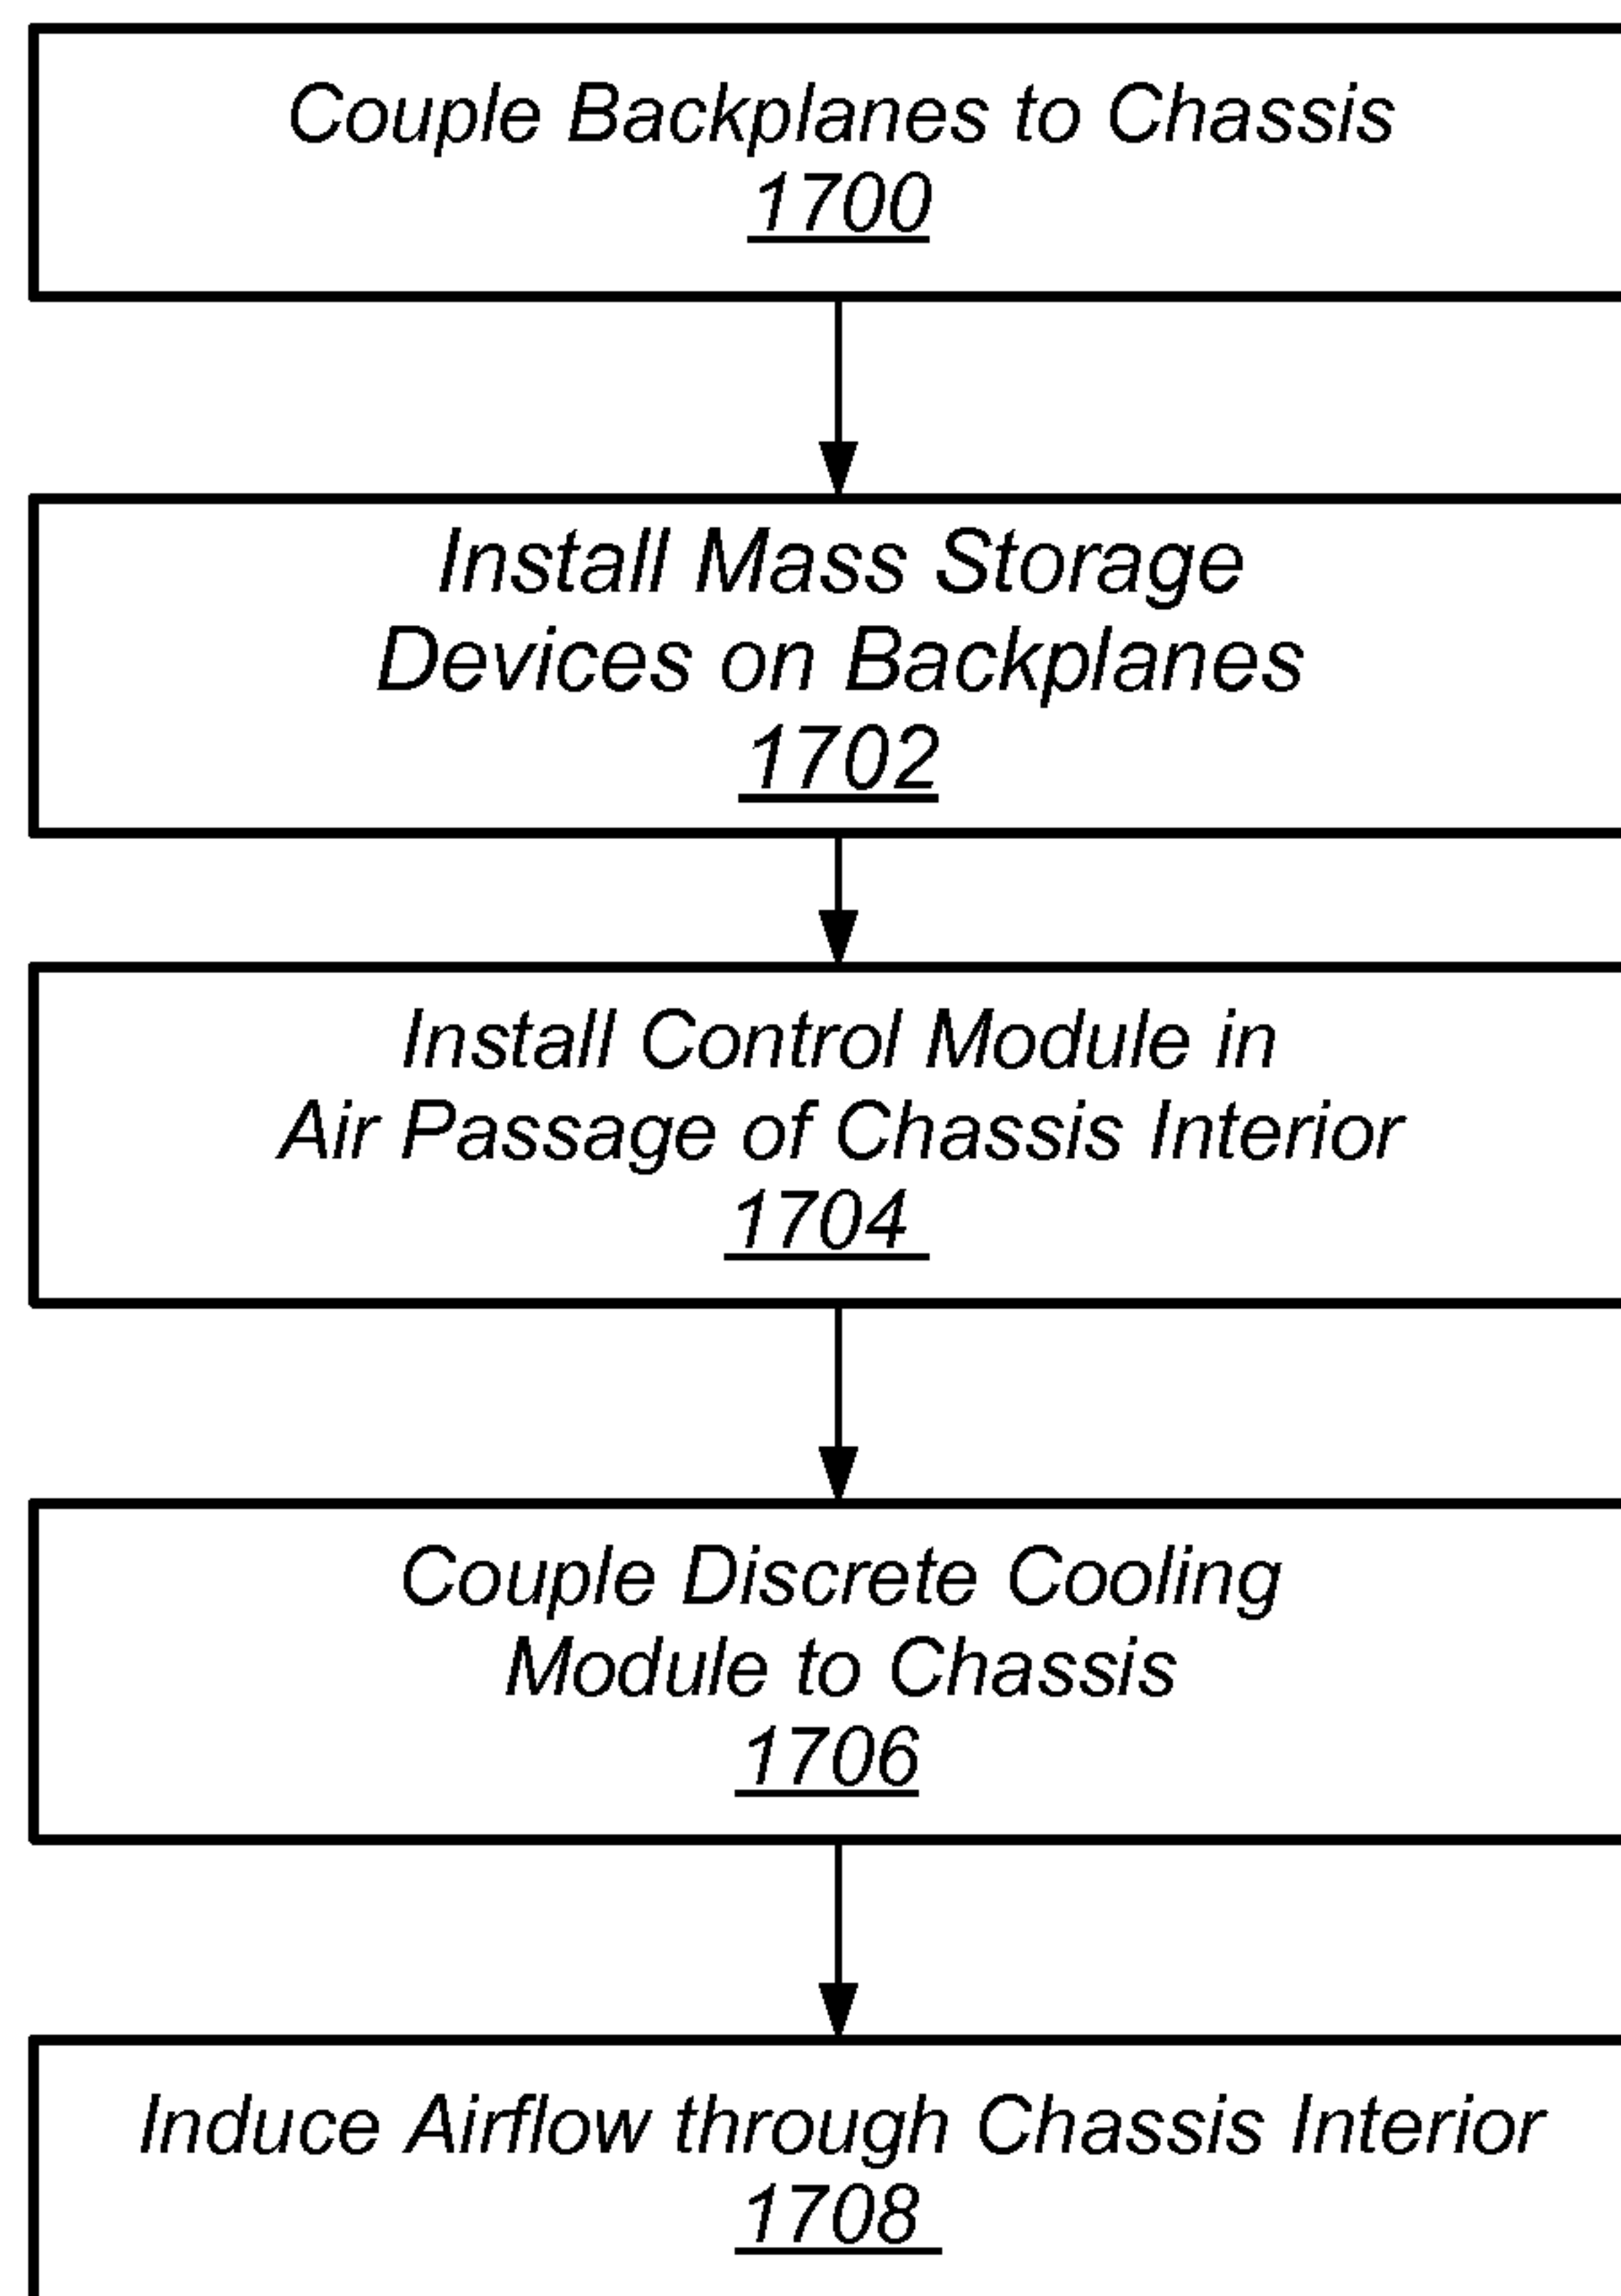 Couple Backplanes to Chassis
1700
Install Mass Storage
Devices on Backplanes
1702
Install Control Module in
Air Passage of Chassis Interior
1704
Couple Discrete Cooling
Module to Chassis
1706
Induce Airflow through Chassis Interior
1708